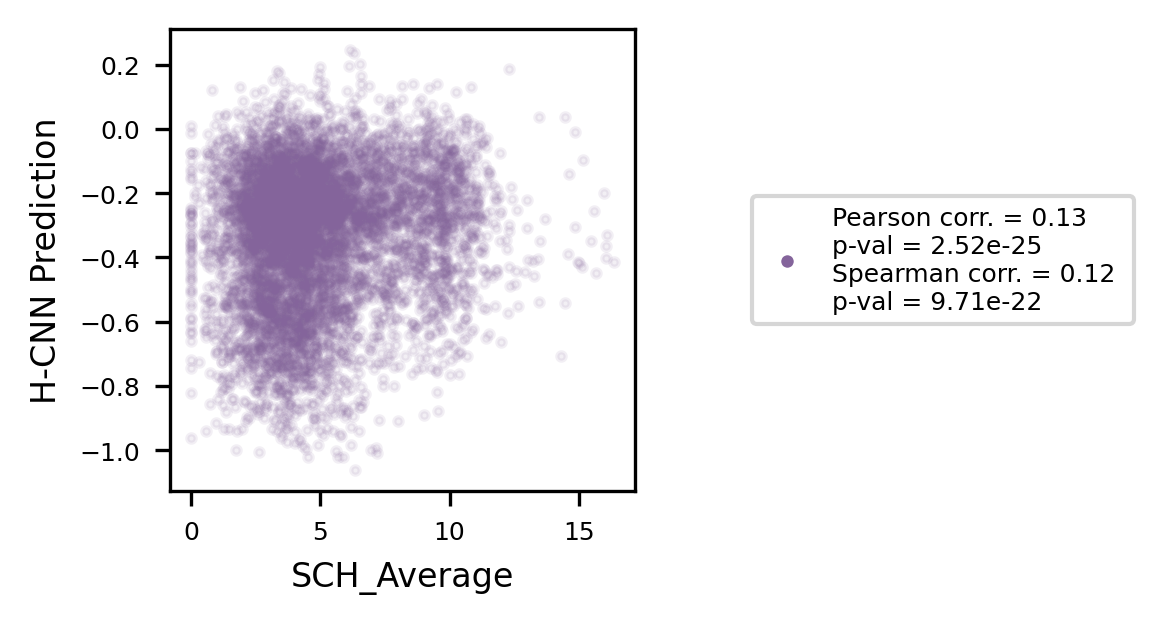 0.2
0.0
−0.2
−0.4
−0.6
−0.8
−1.0
H-CNN Prediction
0
5
10
15
SCH_Average
Pearson corr. = 0.13
p-val = 2.52e-25
Spearman corr. = 0.12
p-val = 9.71e-22